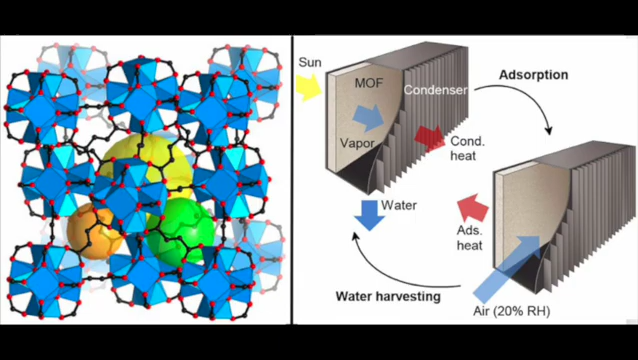 Sun
MOF
Condenser
Vapor
Cond.
heat
Water
Adsorption
Ads.
heat
Water harvesting
Air (20% RH)